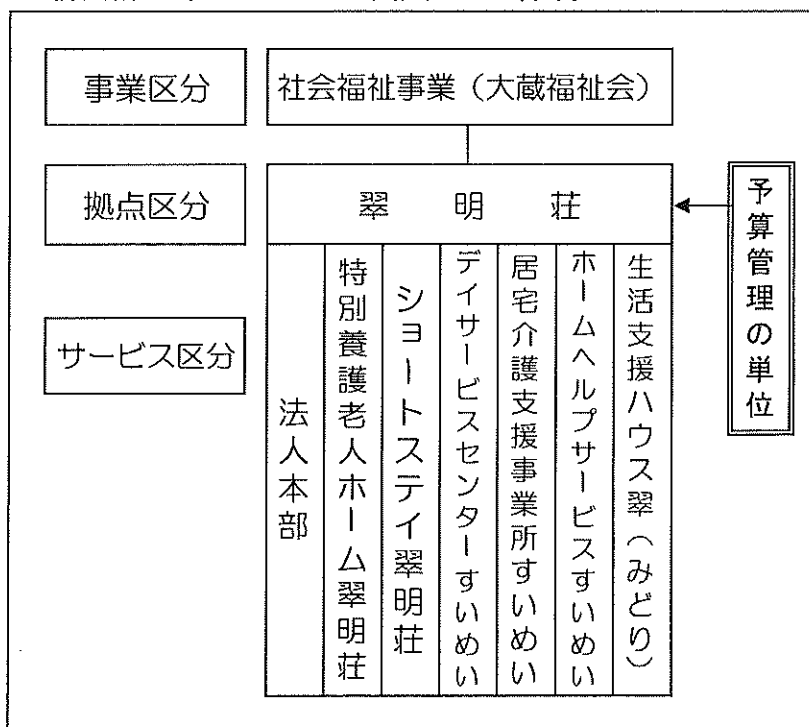 事業区分
社会福祉事業（大蔵福祉会）
拠点区分
翠明荘
予算管理の単位
サービス区分
法人本部
特別養護老人ホーム翠明荘
ショートステイ翠明荘
デイサービスセンターすいめい
居宅介護支援事業所すいめい
ホームヘルプサービスすいめい
生活支援ハウス翠（みどり）